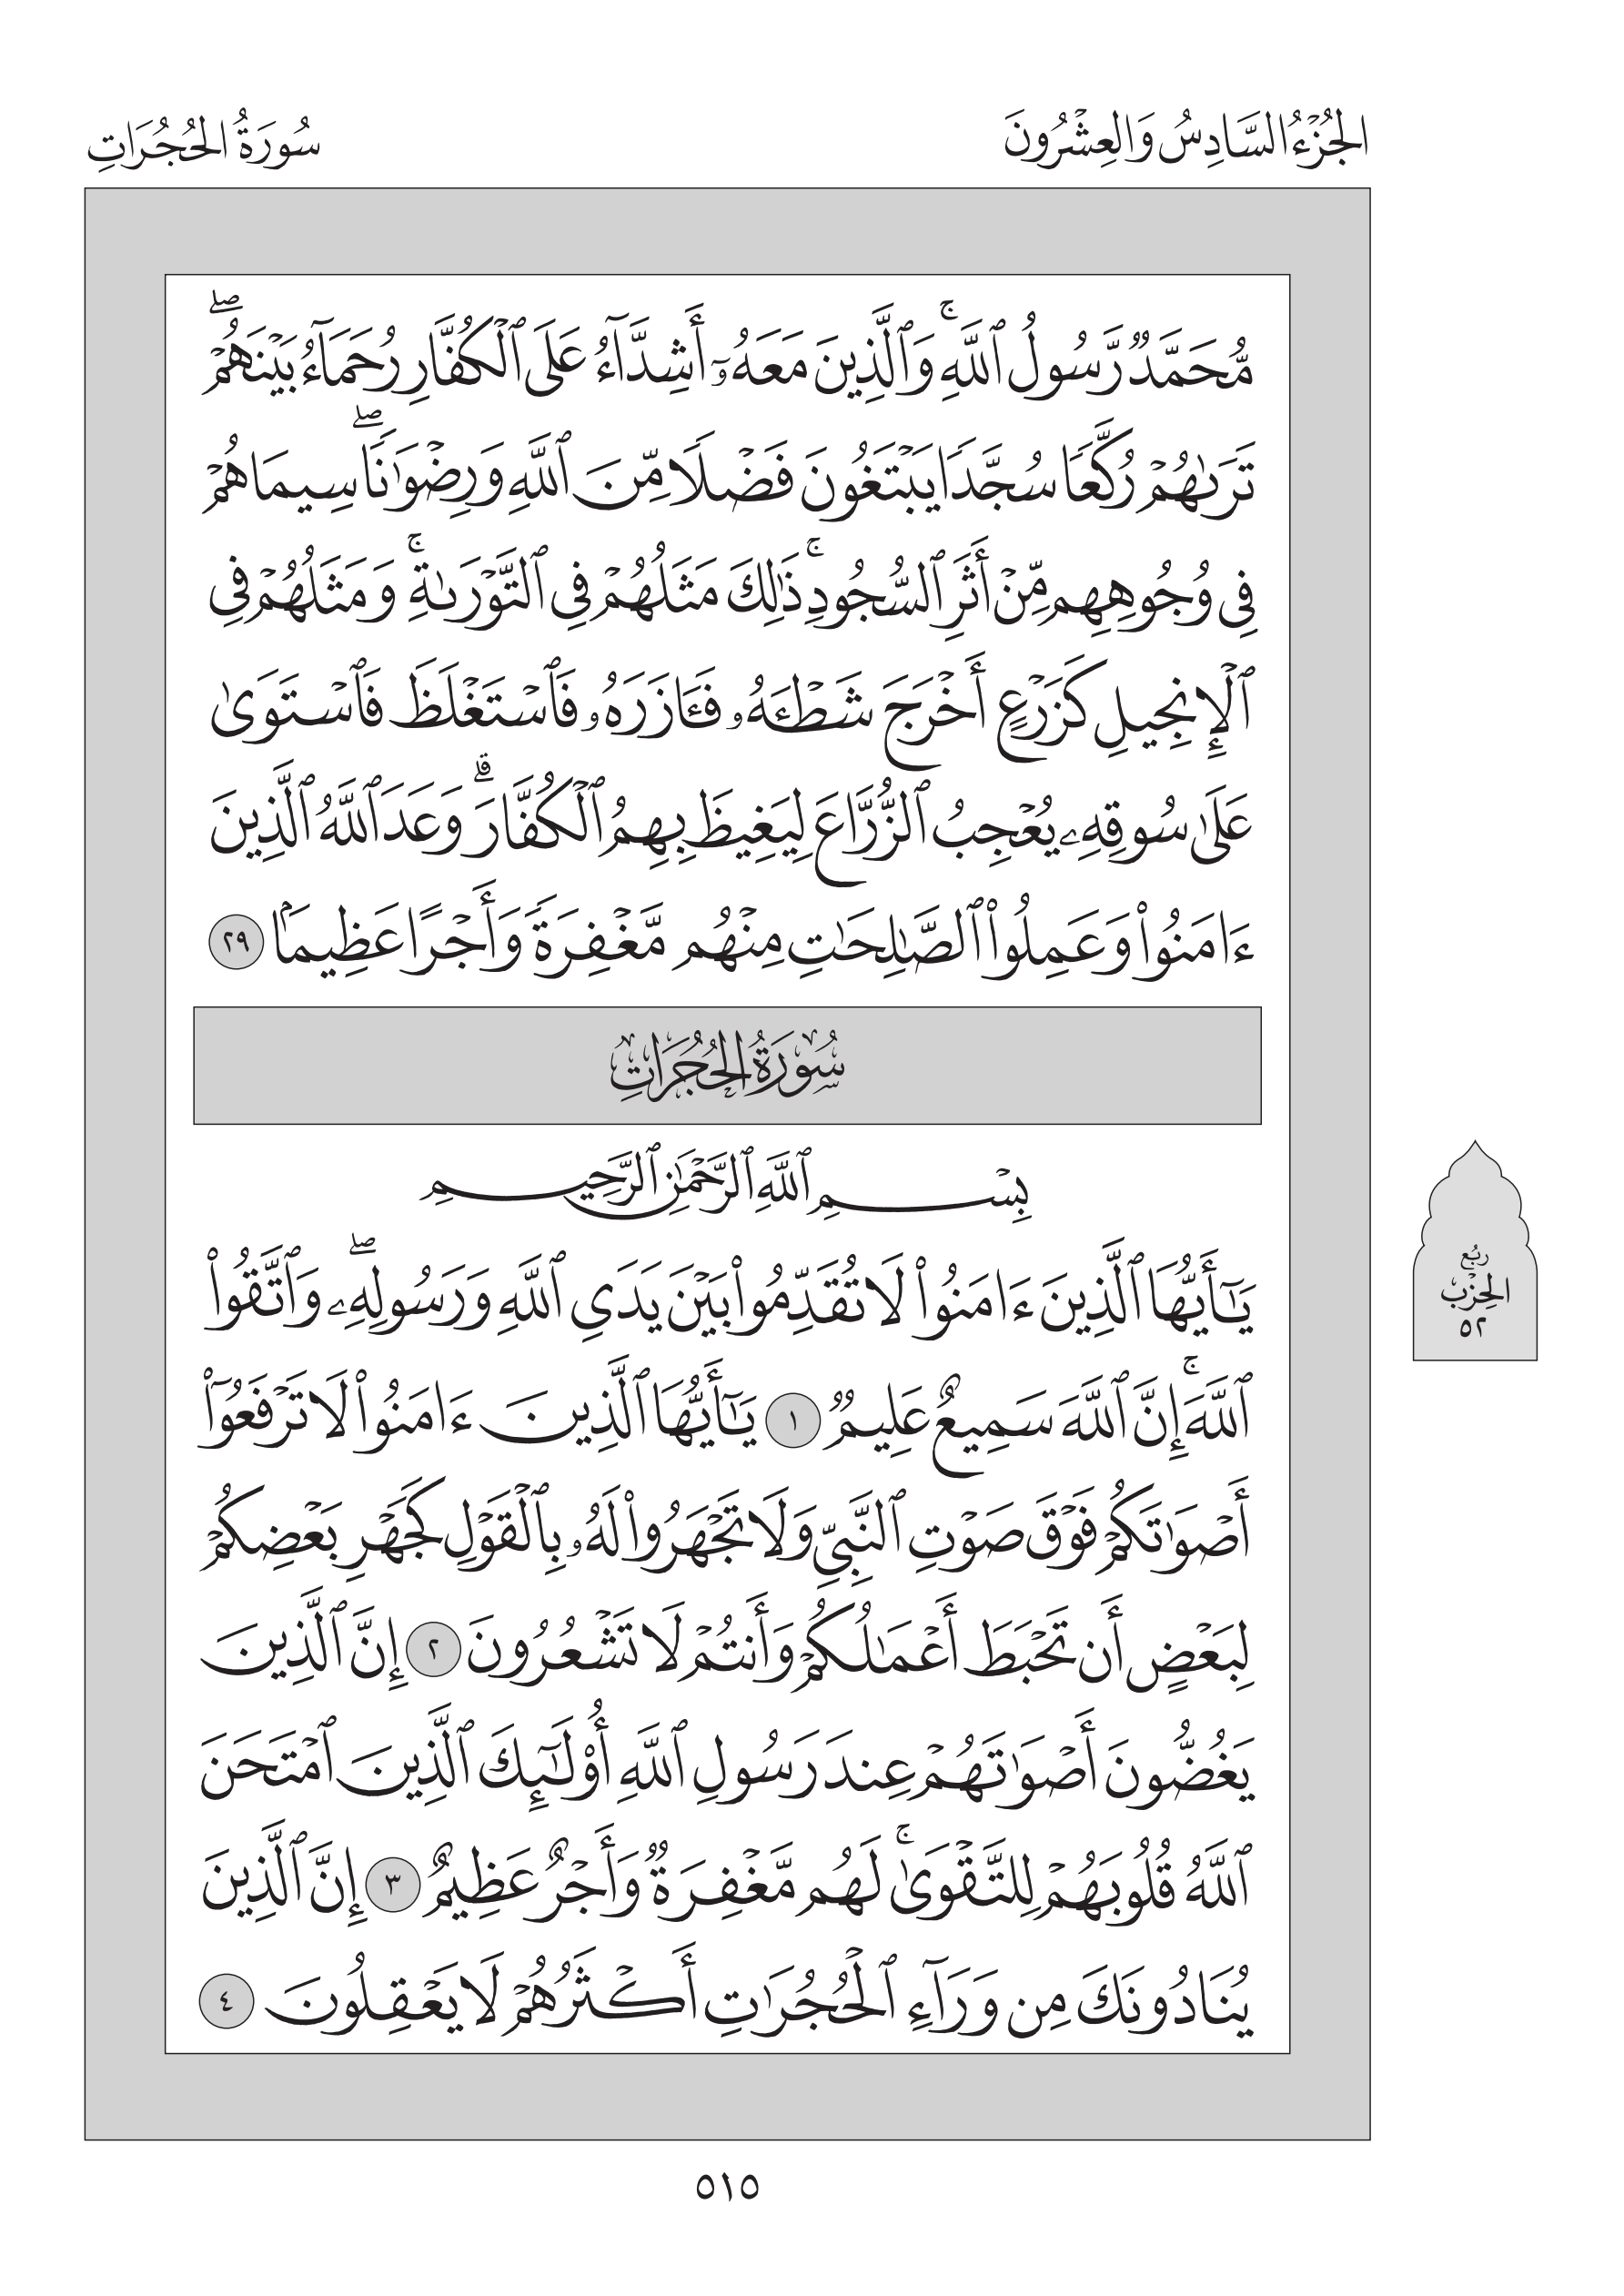 الجُزْءُ السَّادِسُ وَالعِشْرُونَ
سُورَةُ الحُجُرَاتِ
مُّحَمَّدٞ رَّسُولُ ٱللَّهِۚ وَٱلَّذِينَ مَعَهُۥٓ أَشِدَّآءُ عَلَى ٱلۡكُفَّارِ رُحَمَآءُ بَيۡنَهُمۡۖ
تَرَىٰهُمۡ رُكَّعٗا سُجَّدٗا يَبۡتَغُونَ فَضۡلٗا مِّنَ ٱللَّهِ وَرِضۡوَٰنٗاۖ سِيمَاهُمۡ
فِي وُجُوهِهِم مِّنۡ أَثَرِ ٱلسُّجُودِۚ ذَٰلِكَ مَثَلُهُمۡ فِي ٱلتَّوۡرَىٰةِۚ وَمَثَلُهُمۡ فِي
ٱلۡإِنجِيلِ كَزَرۡعٍ أَخۡرَجَ شَطۡـَٔهُۥ فَـَٔازَرَهُۥ فَٱسۡتَغۡلَظَ فَٱسۡتَوَىٰ
عَلَىٰ سُوقِهِۦ يُعۡجِبُ ٱلزُّرَّاعَ لِيَغِيظَ بِهِمُ ٱلۡكُفَّارَۗ وَعَدَ ٱللَّهُ ٱلَّذِينَ
ءَامَنُواْ وَعَمِلُواْ ٱلصَّٰلِحَٰتِ مِنۡهُم مَّغۡفِرَةٗ وَأَجۡرًا عَظِيمَۢا ٢٩
سُورَةُ الحُجُرَاتِ
بِسۡمِ ٱللَّهِ ٱلرَّحۡمَٰنِ ٱلرَّحِيمِ
يَٰٓأَيُّهَا ٱلَّذِينَ ءَامَنُواْ لَا تُقَدِّمُواْ بَيۡنَ يَدَيِ ٱللَّهِ وَرَسُولِهِۦۖ وَٱتَّقُواْ
ٱللَّهَۚ إِنَّ ٱللَّهَ سَمِيعٌ عَلِيمٞ ١ يَٰٓأَيُّهَا ٱلَّذِينَ ءَامَنُواْ لَا تَرۡفَعُوٓاْ
أَصۡوَٰتَكُمۡ فَوۡقَ صَوۡتِ ٱلنَّبِيِّ وَلَا تَجۡهَرُواْ لَهُۥ بِٱلۡقَوۡلِ كَجَهۡرِ بَعۡضِكُمۡ
لِبَعۡضٍ أَن تَحۡبَطَ أَعۡمَٰلُكُمۡ وَأَنتُمۡ لَا تَشۡعُرُونَ ٢ إِنَّ ٱلَّذِينَ
يَغُضُّونَ أَصۡوَٰتَهُمۡ عِندَ رَسُولِ ٱللَّهِ أُوْلَٰٓئِكَ ٱلَّذِينَ ٱمۡتَحَنَ
ٱللَّهُ قُلُوبَهُمۡ لِلتَّقۡوَىٰۚ لَهُم مَّغۡفِرَةٞ وَأَجۡرٌ عَظِيمٌ ٣ إِنَّ ٱلَّذِينَ
يُنَادُونَكَ مِن وَرَآءِ ٱلۡحُجُرَٰتِ أَكۡثَرُهُمۡ لَا يَعۡقِلُونَ ٤
رُبُع
الحِزْب
٥٢
٥١٥